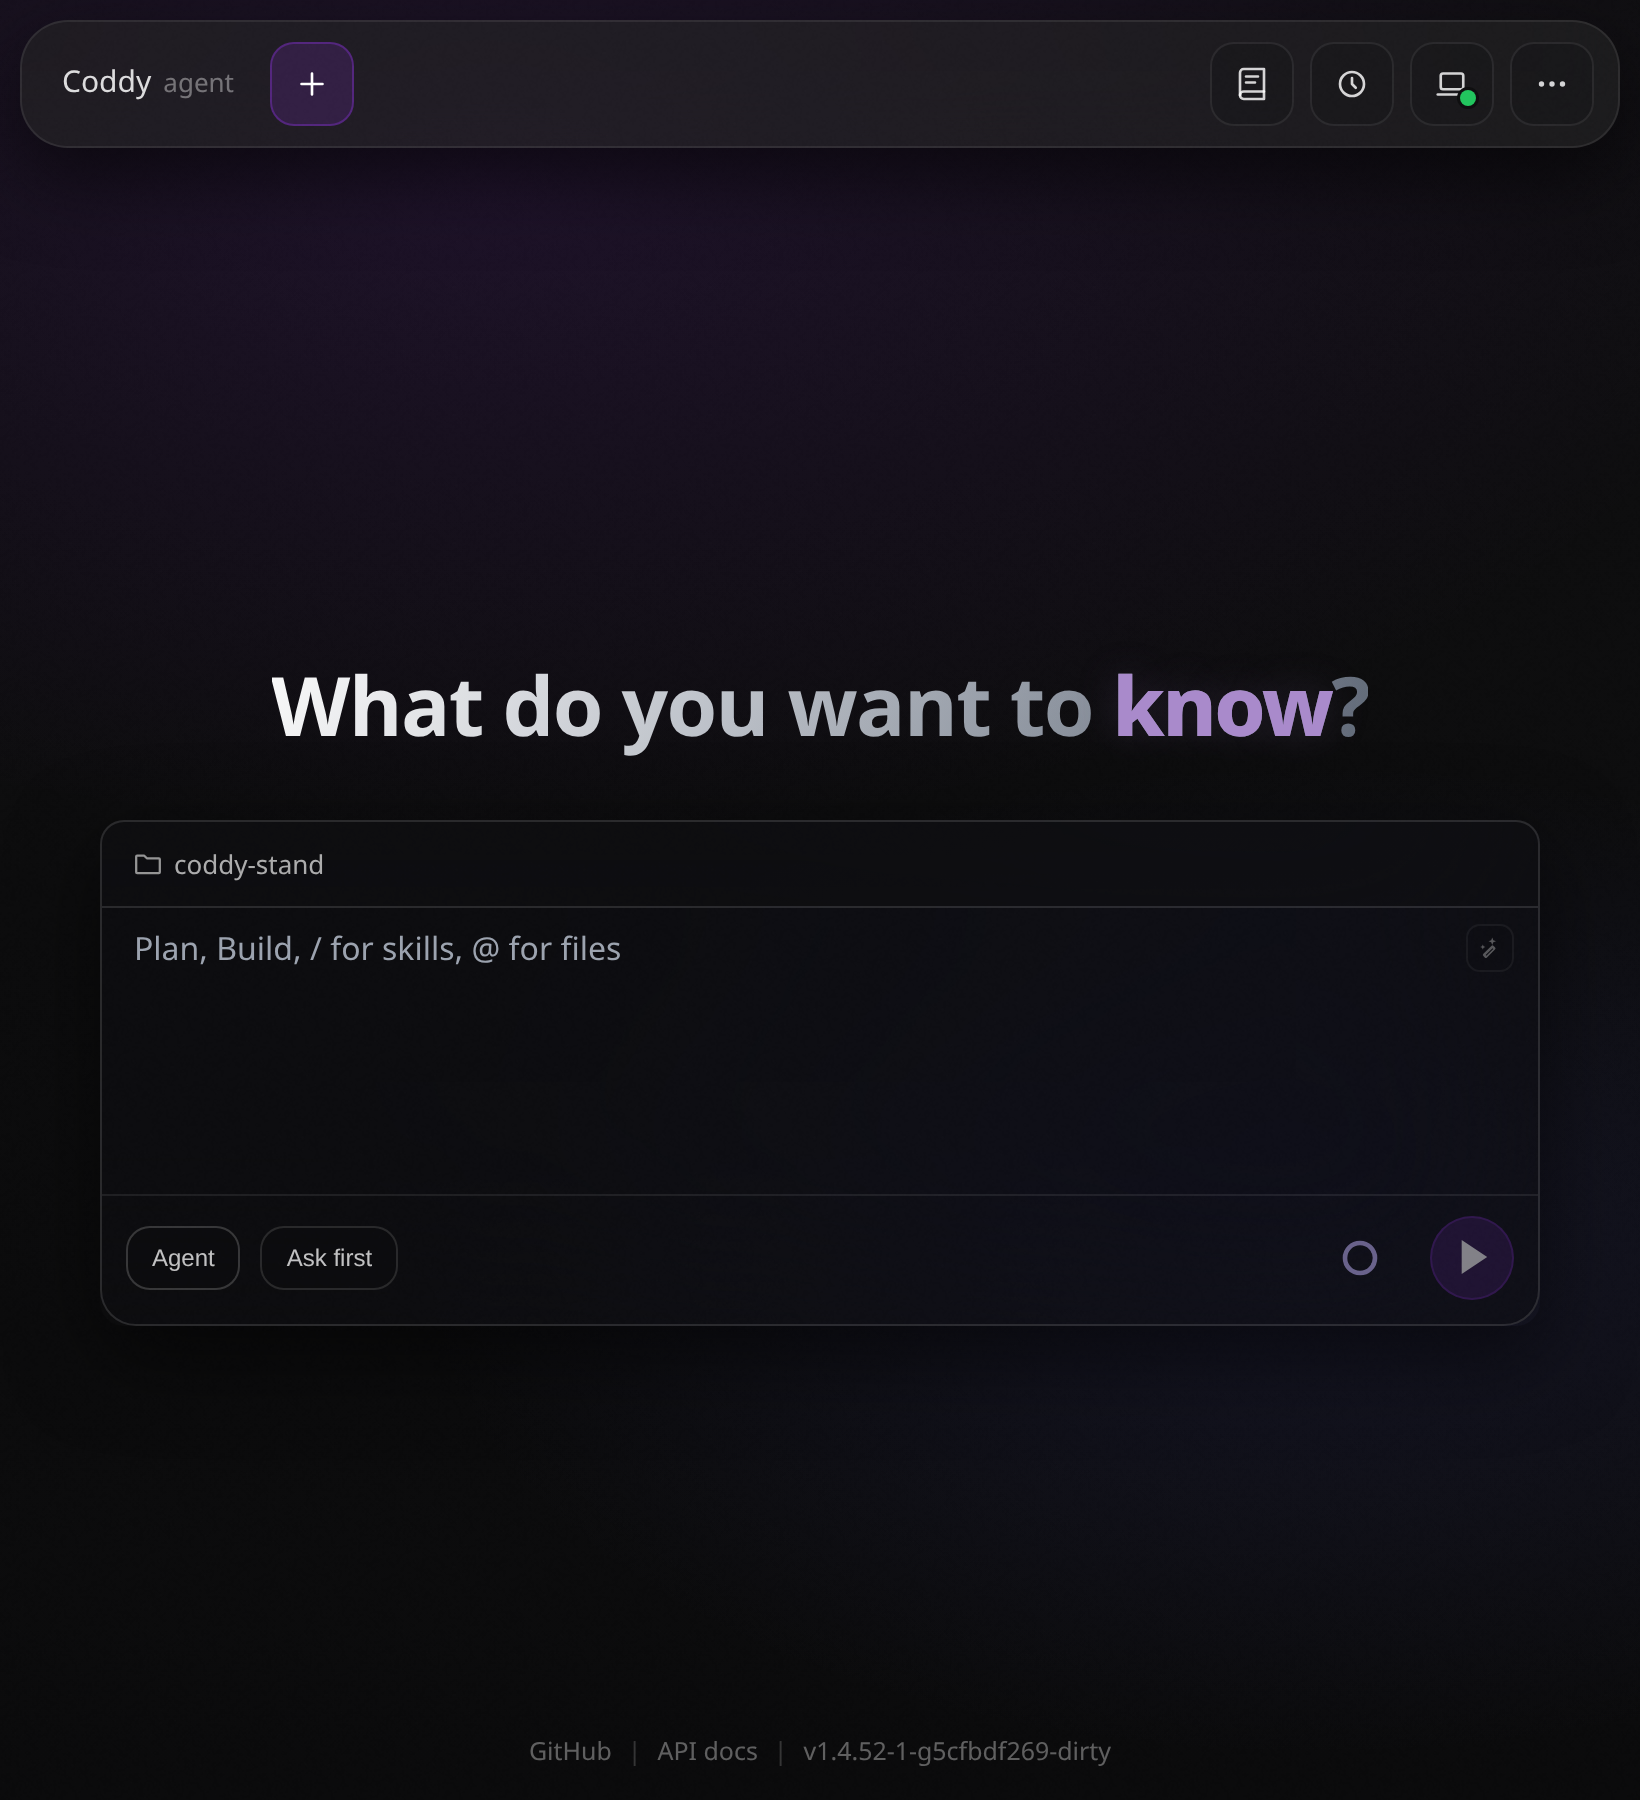 Coddy agent
What do you want to know?
coddy-stand
Plan, Build, / for skills, @ for files
Agent Ask first
GitHub | API docs | v1.4.52-1-g5cfbdf269-dirty